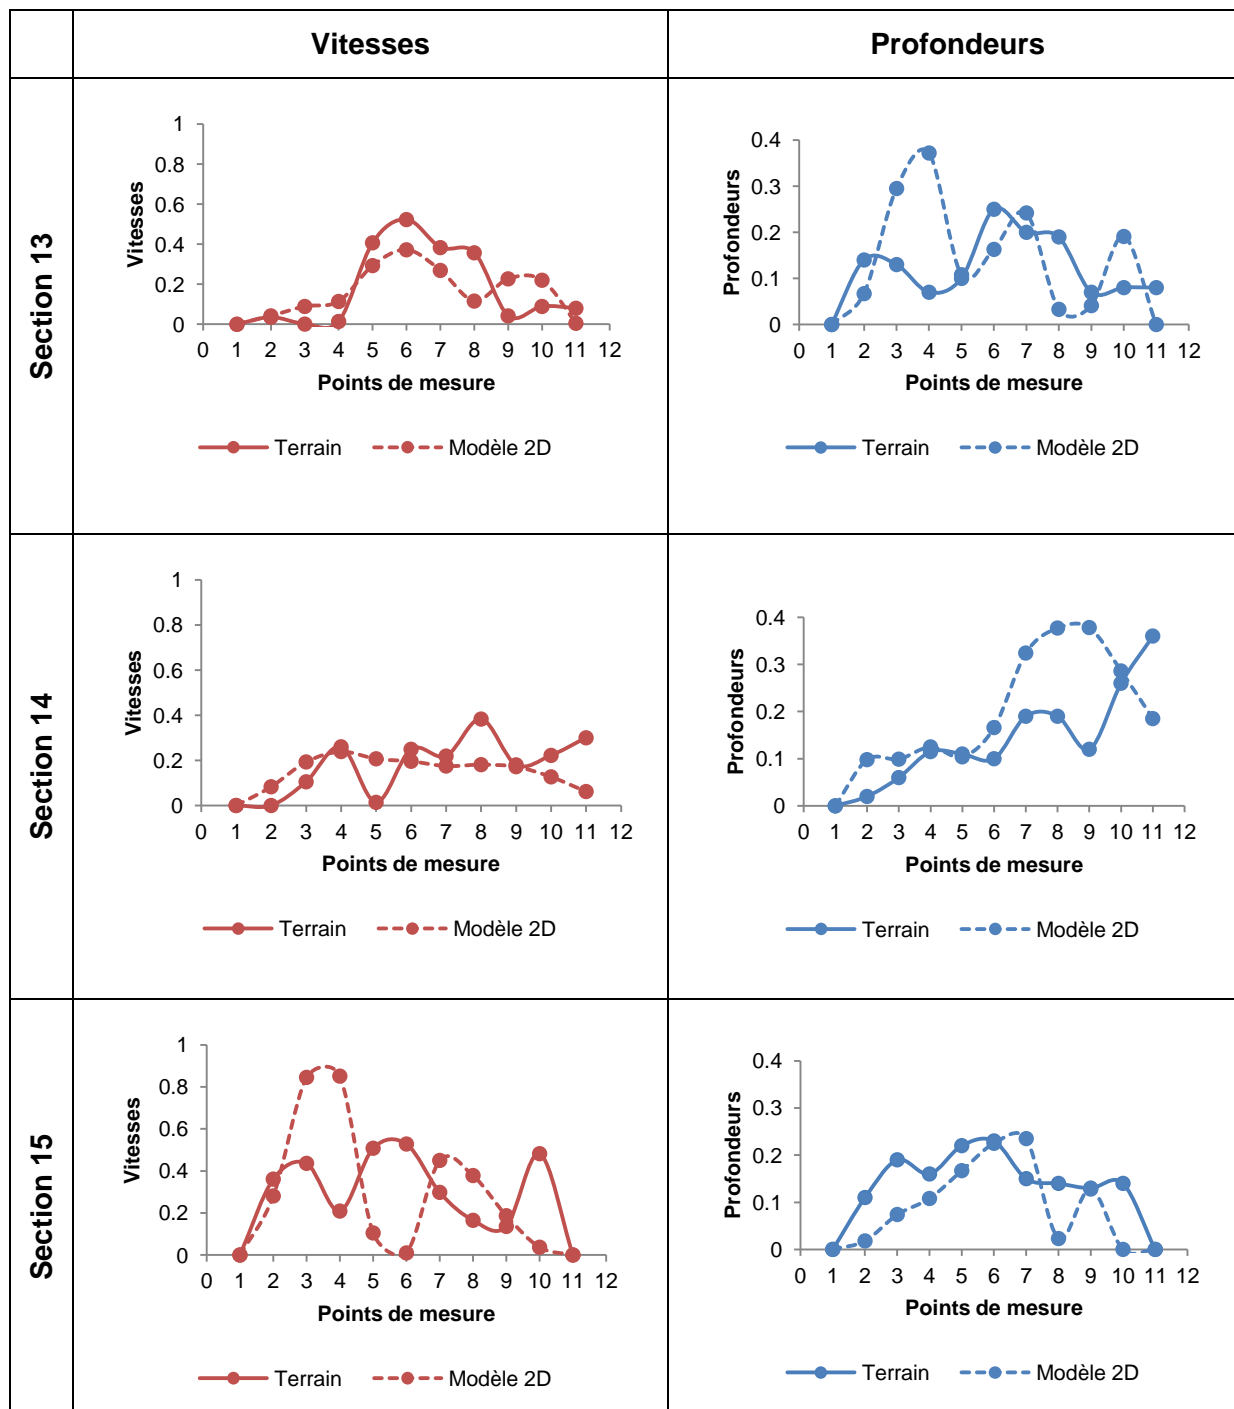 Vitesses
Profondeurs
Section 13
1
0.8
0.6
0.4
0.2
0
Vitesses
0 1 2 3 4 5 6 7 8 9 10 11 12
Points de mesure
Terrain Modèle 2D
0.4
0.3
0.2
0.1
0
Profondeurs
0 1 2 3 4 5 6 7 8 9 10 11 12
Points de mesure
Terrain Modèle 2D
Section 14
1
0.8
0.6
0.4
0.2
0
Vitesses
0 1 2 3 4 5 6 7 8 9 10 11 12
Points de mesure
Terrain Modèle 2D
0.4
0.3
0.2
0.1
0
Profondeurs
0 1 2 3 4 5 6 7 8 9 10 11 12
Points de mesure
Terrain Modèle 2D
Section 15
1
0.8
0.6
0.4
0.2
0
Vitesses
0 1 2 3 4 5 6 7 8 9 10 11 12
Points de mesure
Terrain Modèle 2D
0.4
0.3
0.2
0.1
0
Profondeurs
0 1 2 3 4 5 6 7 8 9 10 11 12
Points de mesure
Terrain Modèle 2D